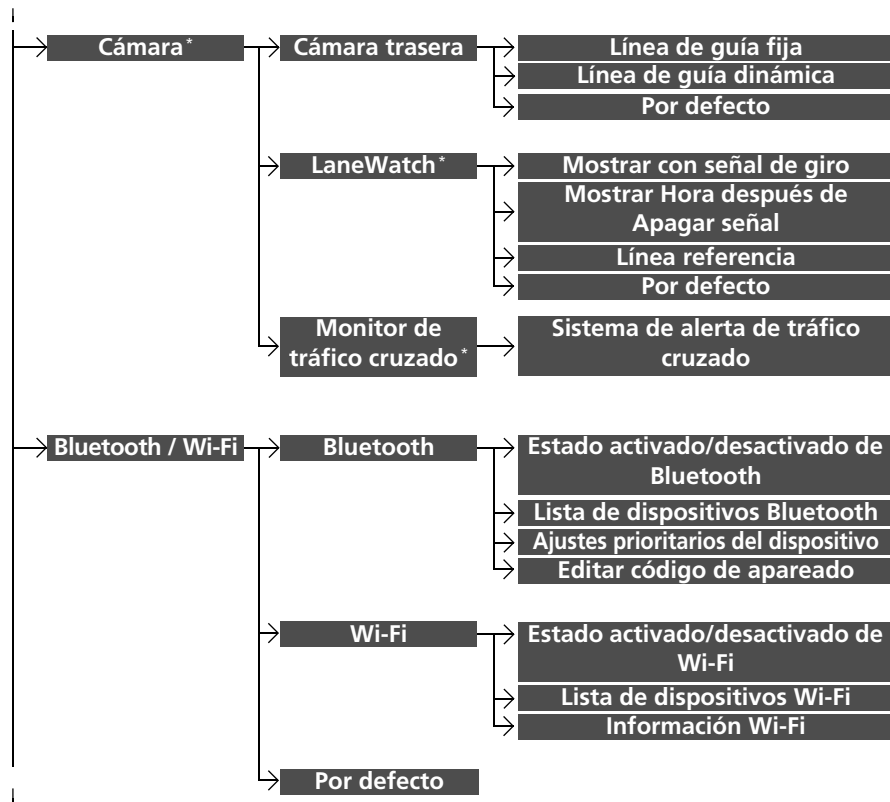 Cámara*
Cámara trasera
Línea de guía fija
Línea de guía dinámica
Por defecto
LaneWatch*
Mostrar con señal de giro
Mostrar Hora después de
Apagar señal
Línea referencia
Por defecto
Monitor de
tráfico cruzado*
Sistema de alerta de tráfico
cruzado
Bluetooth / Wi-Fi
Bluetooth
Estado activado/desactivado de
Bluetooth
Lista de dispositivos Bluetooth
Ajustes prioritarios del dispositivo
Editar código de apareado
Wi-Fi
Estado activado/desactivado de
Wi-Fi
Lista de dispositivos Wi-Fi
Información Wi-Fi
Por defecto